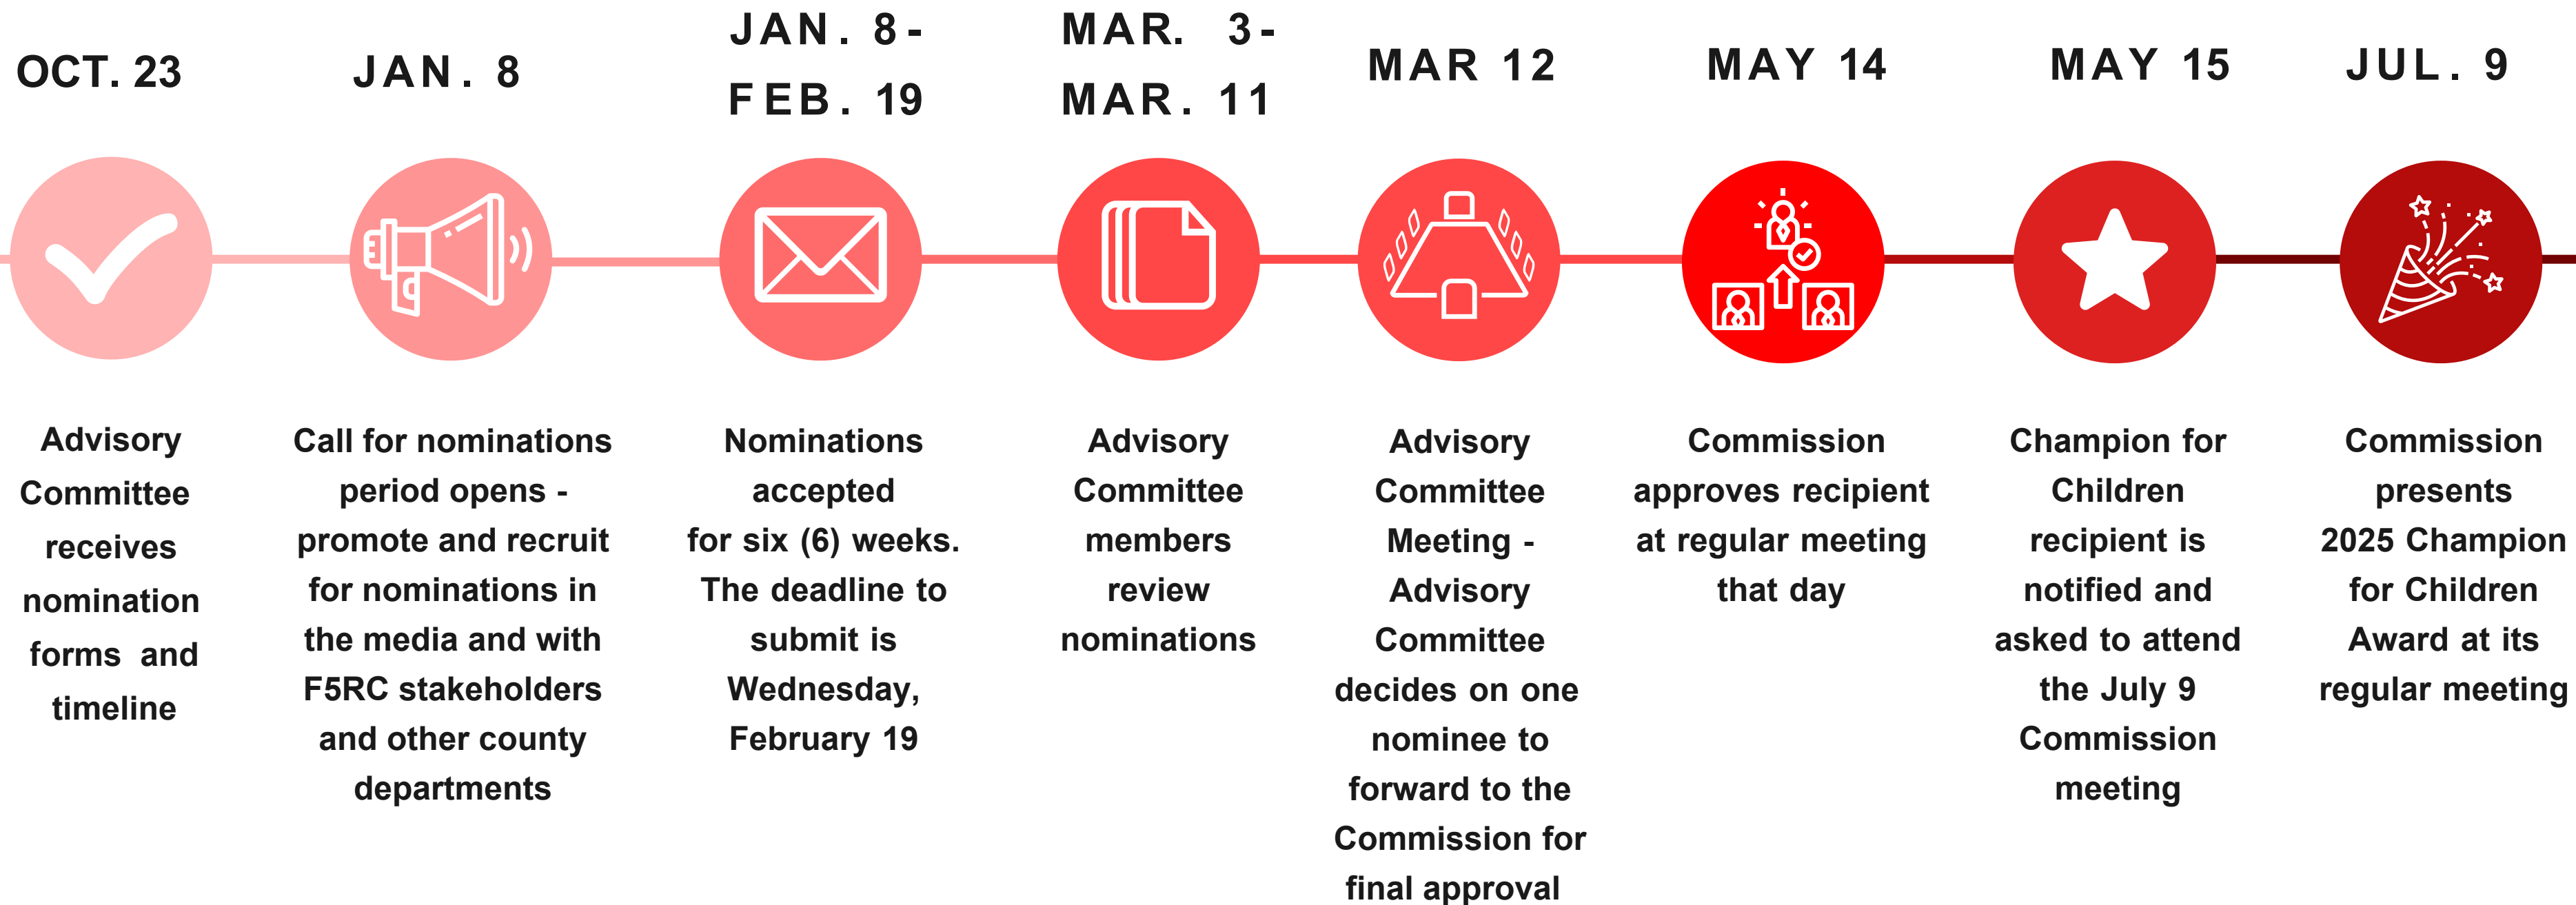 OCT. 23
Advisory
Committee
receives
nomination
forms and
timeline
JAN. 8
Call for nominations
period opens -
promote and recruit
for nominations in
the media and with
F5RC stakeholders
and other county
departments
JAN. 8-
FEB. 19
Nominations
accepted
for six (6) weeks.
The deadline to
submit is
Wednesday,
February 19
MAR. 3-
MAR. 11
Advisory
Committee
members
review
nominations
MAR 12
Advisory
Committee
Meeting -
Advisory
Committee
decides on one
nominee to
forward to the
Commission for
final approval
MAY 14
Commission
approves recipient
at regular meeting
that day
MAY 15
Champion for
Children
recipient is
notified and
asked to attend
the July 9
Commission
meeting
JUL. 9
Commission
presents
2025 Champion
for Children
Award at its
regular meeting